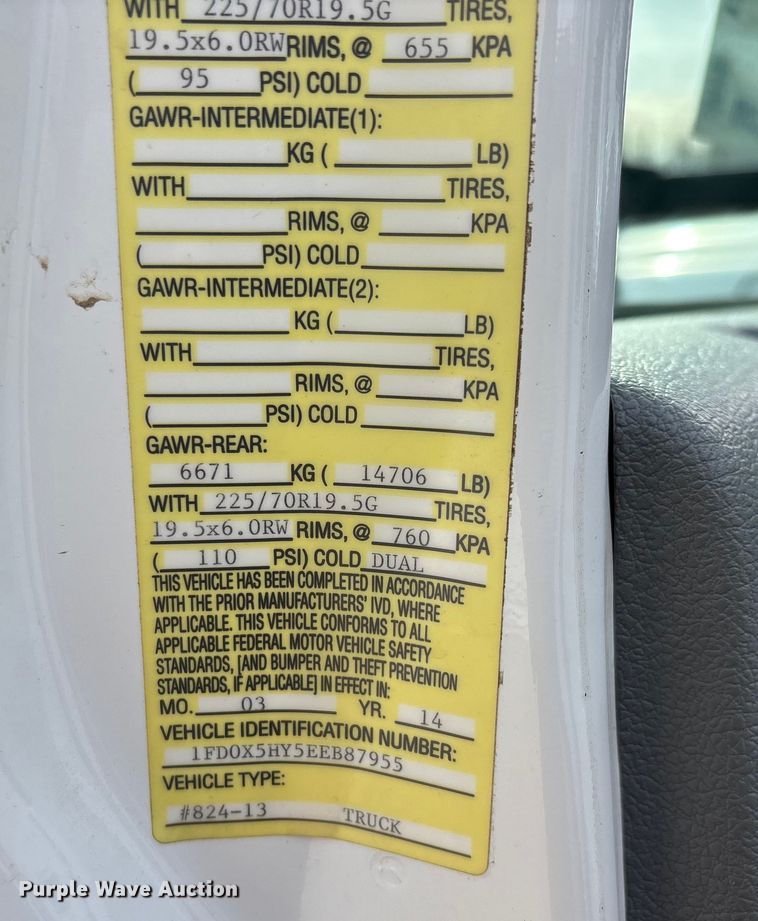 WITH 225/70R19.5G TIRES,
19.5x6.0RW RIMS, @ 655 KPA
( 95 PSI) COLD
GAWR-INTERMEDIATE(1):
KG ( LB)
WITH TIRES,
RIMS, @ KPA
( PSI) COLD
GAWR-INTERMEDIATE(2):
KG ( LB)
WITH TIRES,
RIMS, @ KPA
( PSI) COLD
GAWR-REAR:
6671 KG ( 14706 LB)
WITH 225/70R19.5G TIRES,
19.5x6.0RW RIMS, @ 760 KPA
( 110 PSI) COLD DUAL
THIS VEHICLE HAS BEEN COMPLETED IN ACCORDANCE
WITH THE PRIOR MANUFACTURERS' IVD, WHERE
APPLICABLE. THIS VEHICLE CONFORMS TO ALL
APPLICABLE FEDERAL MOTOR VEHICLE SAFETY
STANDARDS, [AND BUMPER AND THEFT PREVENTION
STANDARDS, IF APPLICABLE] IN EFFECT IN:
MO. 03 YR. 14
VEHICLE IDENTIFICATION NUMBER:
1FD0X5HY5EEB87955
VEHICLE TYPE:
#824-13 TRUCK
Purple Wave Auction